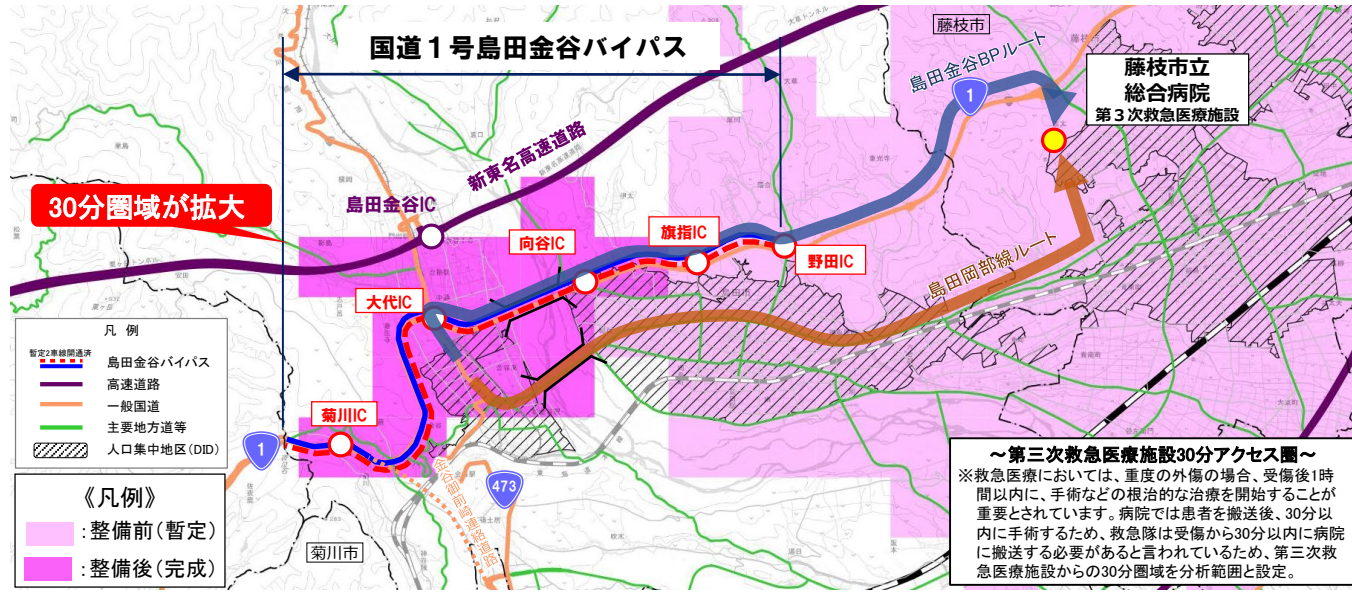 国道1号島田金谷バイパス
藤枝市
島田金谷BPルート
1
藤枝市立
総合病院
第3次救急医療施設
新東名高速道路
30分圏域が拡大
島田金谷IC
向谷IC
旗指IC
野田IC
大代IC
島田岡部線ルート
凡 例
暫定2車線開通済
島田金谷バイパス
高速道路
一般国道
主要地方道等
人口集中地区(DID)
菊川IC
1
473
金谷御前崎連絡道路
菊川市
《凡例》
:整備前(暫定)
:整備後(完成)
~第三次救急医療施設30分アクセス圏~
※救急医療においては、重度の外傷の場合、受傷後1時
間以内に、手術などの根治的な治療を開始することが
重要とされています。病院では患者を搬送後、30分以
内に手術するため、救急隊は受傷から30分以内に病院
に搬送する必要があると言われているため、第三次救
急医療施設からの30分圏域を分析範囲と設定。